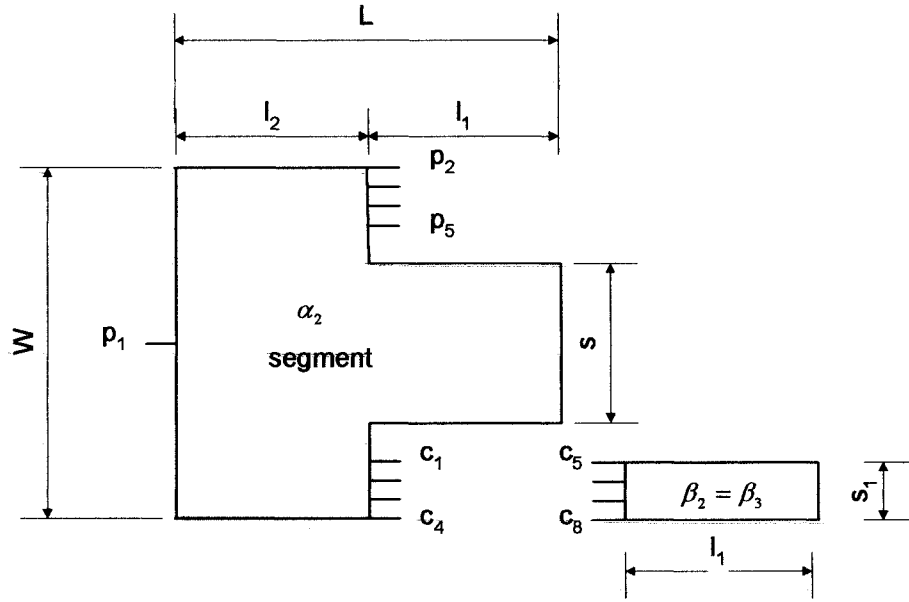 L
l₂ l₁
p₂
p₅
α₂
segment
p₁
W
s
c₁ c₅
c₄ c₈
β₂ = β₃
s₁
l₁